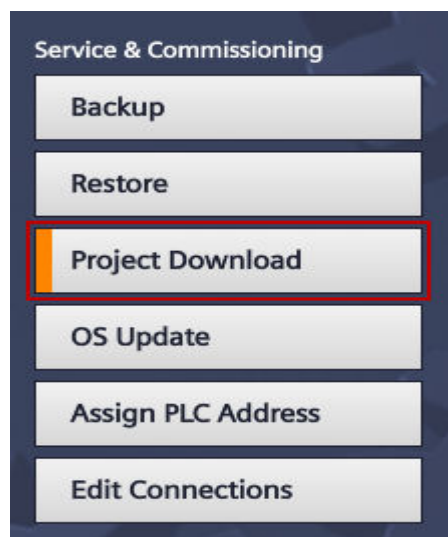 Service & Commissioning
Backup
Restore
Project Download
OS Update
Assign PLC Address
Edit Connections